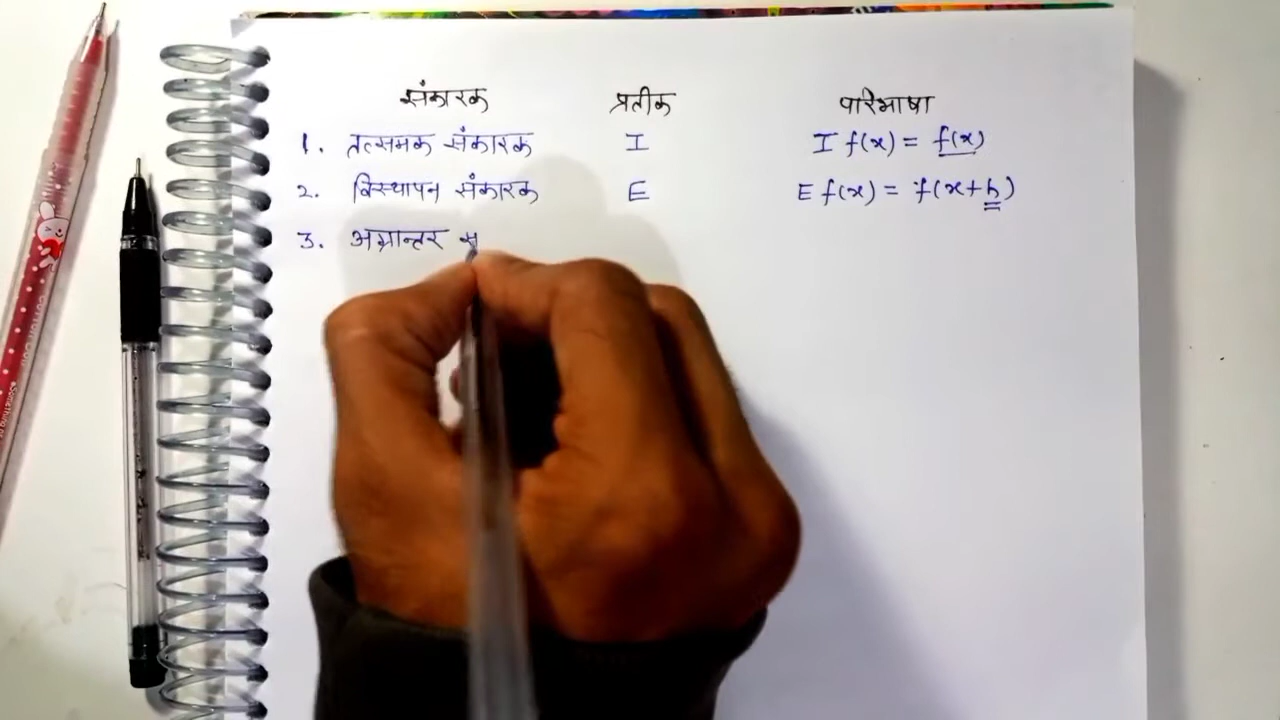 संकारक प्रतीक परिभाषा
1. तत्समक संकारक I I f(x) = f(x)
2. विस्थापन संकारक E E f(x) = f(x+h)
3. अग्रान्तर स